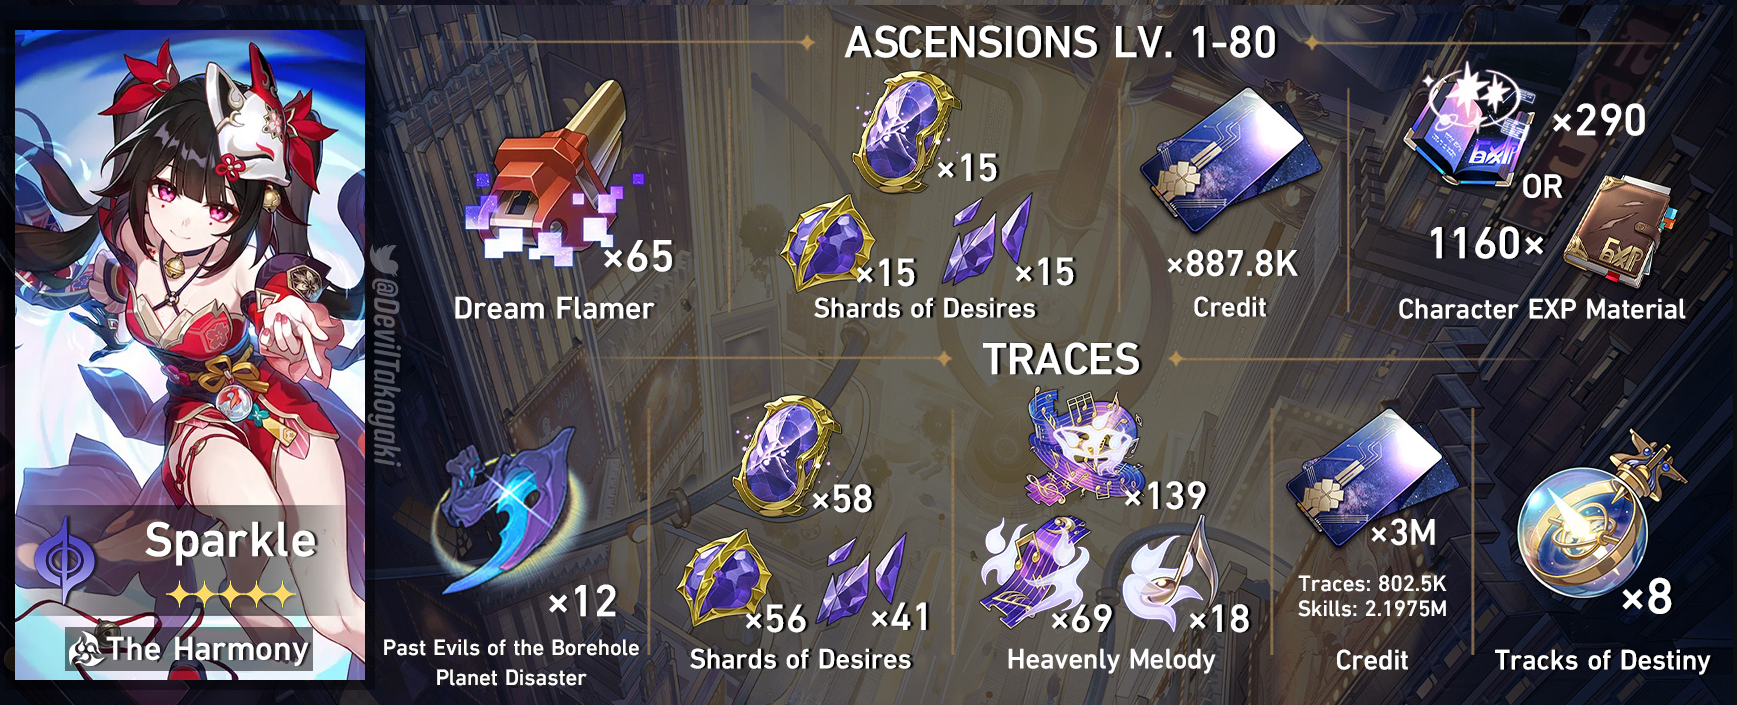 ASCENSIONS LV. 1-80
×65
Dream Flamer
×15
×15
×15
Shards of Desires
×887.8K
Credit
EXP
×290
OR
1160×
EXP
Character EXP Material
@DevilTakoyaki
TRACES
Sparkle
The Harmony
×12
Past Evils of the Borehole
Planet Disaster
×58
×56
×41
Shards of Desires
×139
×69
×18
Heavenly Melody
×3M
Traces: 802.5K
Skills: 2.1975M
Credit
×8
Tracks of Destiny